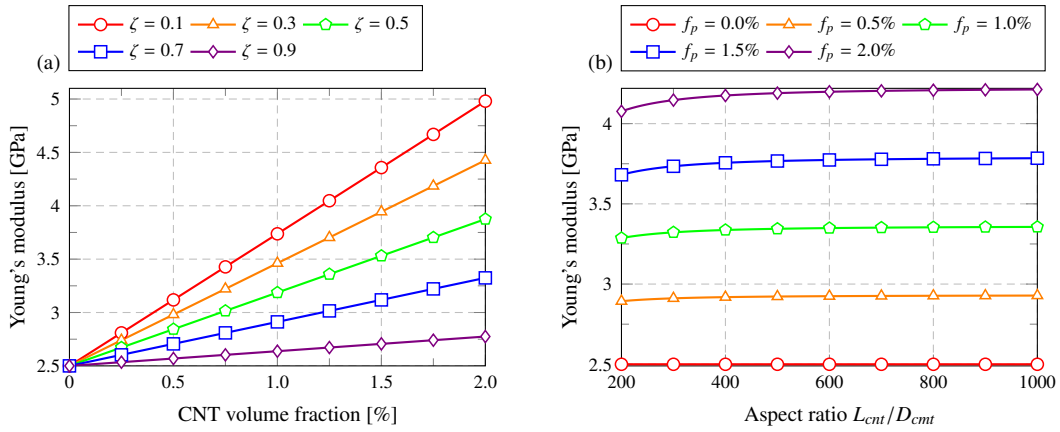 ζ = 0.1 ζ = 0.3 ζ = 0.5
ζ = 0.7 ζ = 0.9
(a)
5
4.5
4
3.5
3
2.5
Young's modulus [GPa]
0 0.5 1.0 1.5 2.0
CNT volume fraction [%]
f_p = 0.0% f_p = 0.5% f_p = 1.0%
f_p = 1.5% f_p = 2.0%
(b)
4
3.5
3
2.5
Young's modulus [GPa]
200 400 600 800 1000
Aspect ratio L_cnt/D_cmt